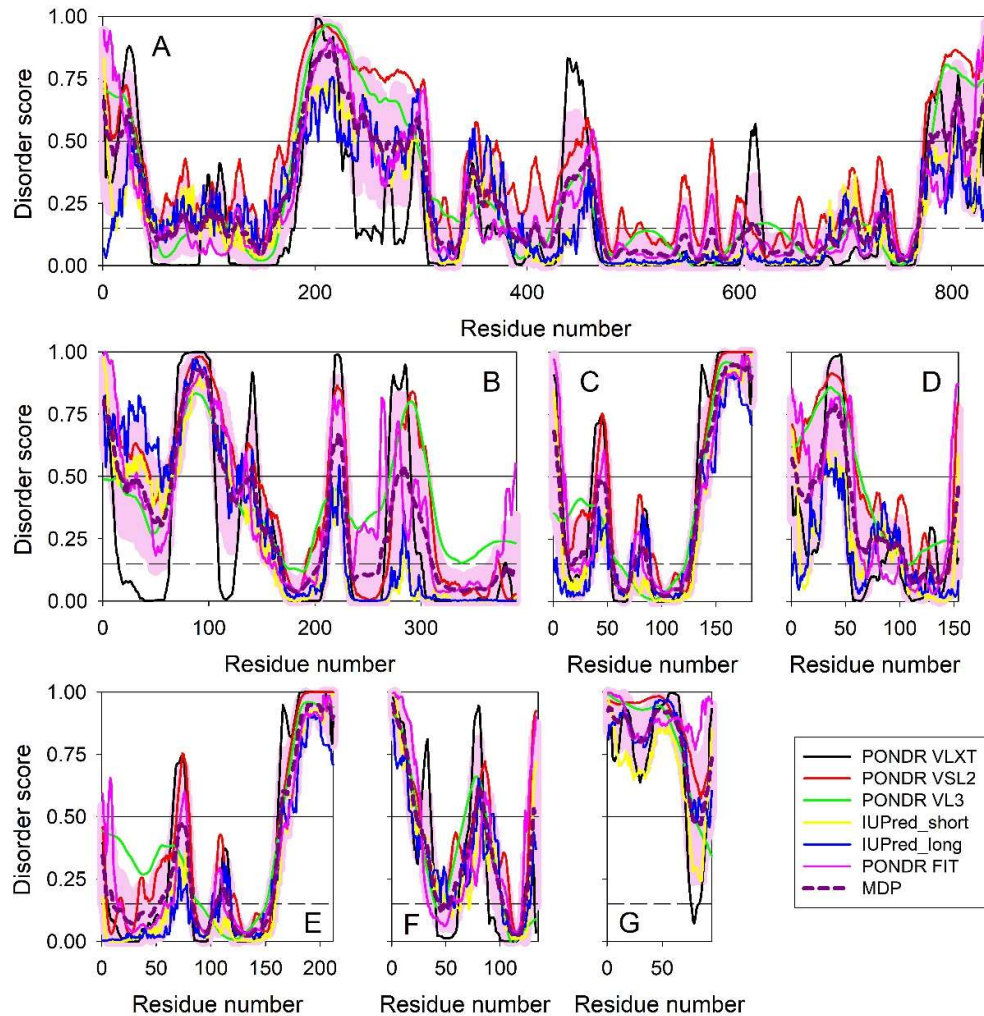 A
Disorder score
1.00
0.75
0.50
0.25
0.00
0 200 400 600 800
Residue number
B
Disorder score
1.00
0.75
0.50
0.25
0.00
0 100 200 300
Residue number
C
0 50 100 150
Residue number
D
0 50 100 150
Residue number
E
Disorder score
1.00
0.75
0.50
0.25
0.00
0 50 100 150 200
Residue number
F
0 50 100
Residue number
G
0 50
Residue number
PONDR VLXT
PONDR VSL2
PONDR VL3
IUPred_short
IUPred_long
PONDR FIT
MDP